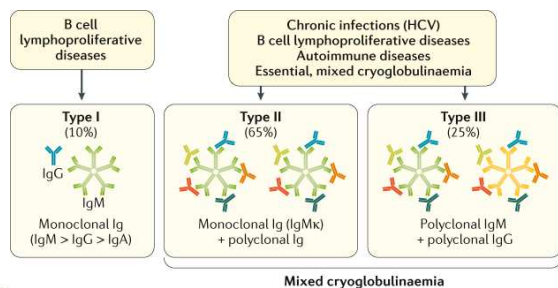 B cell
lymphoproliferative
diseases
Chronic infections (HCV)
B cell lymphoproliferative diseases
Autoimmune diseases
Essential, mixed cryoglobulinaemia
Type I
(10%)
IgG
IgM
Monoclonal Ig
(IgM > IgG > IgA)
Type II
(65%)
Monoclonal Ig (IgMκ)
+ polyclonal Ig
Type III
(25%)
Polyclonal IgM
+ polyclonal IgG
Mixed cryoglobulinaemia